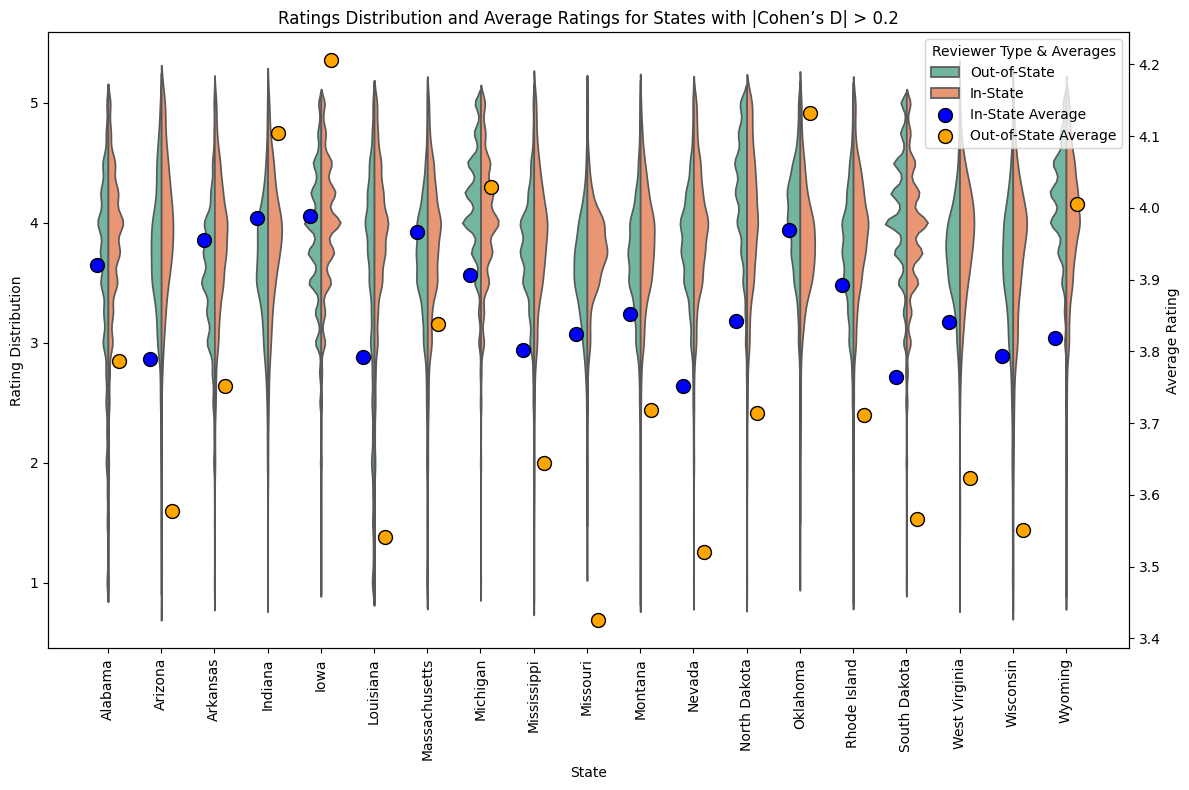 Ratings Distribution and Average Ratings for States with |Cohen’s D| > 0.2
Reviewer Type & Averages
Out-of-State
In-State
In-State Average
Out-of-State Average
Rating Distribution
5
4
3
2
1
4.2
4.1
4.0
3.9
3.8
3.7
3.6
3.5
3.4
Average Rating
Alabama
Arizona
Arkansas
Indiana
Iowa
Louisiana
Massachusetts
Michigan
Mississippi
Missouri
Montana
Nevada
North Dakota
Oklahoma
Rhode Island
South Dakota
West Virginia
Wisconsin
Wyoming
State